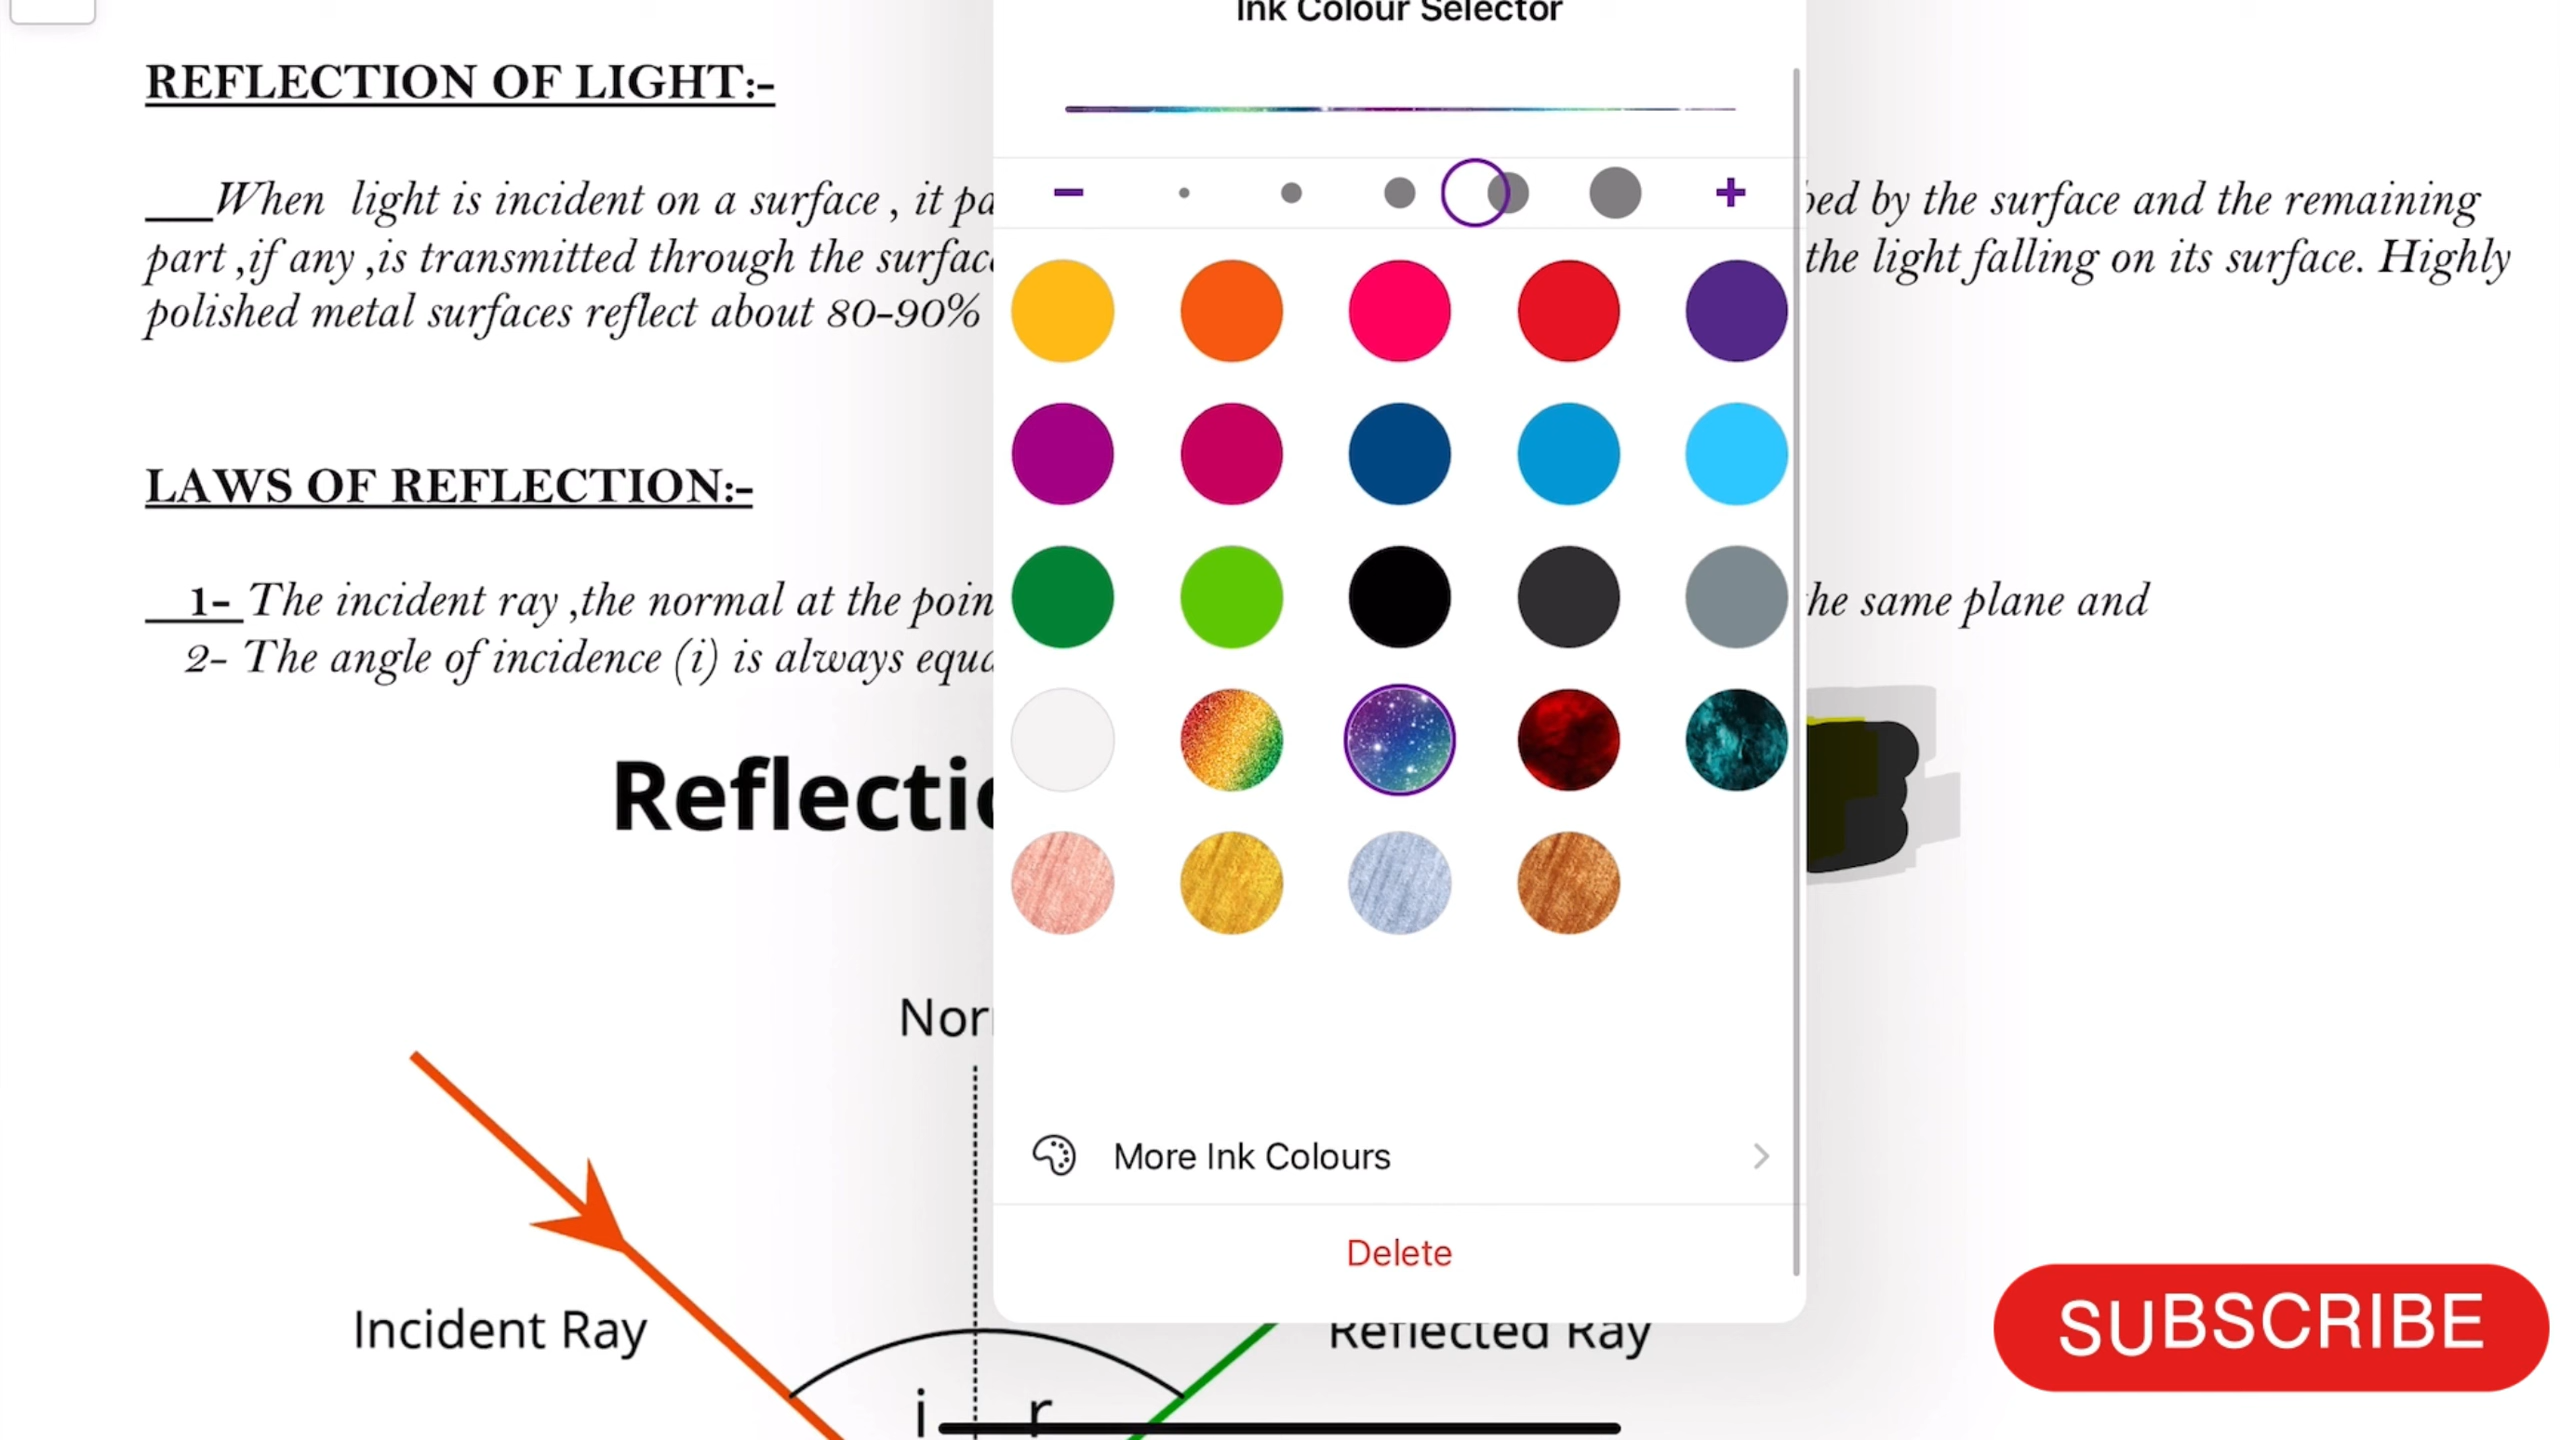 Ink Colour Selector
REFLECTION OF LIGHT:-
When light is incident on a surface , it pa
bed by the surface and the remaining
part ,if any ,is transmitted through the surfac
the light falling on its surface. Highly
polished metal surfaces reflect about 80-90%
LAWS OF REFLECTION:-
1- The incident ray ,the normal at the poin
he same plane and
2- The angle of incidence (i) is always equa
Reflectio
Nor
More Ink Colours
Delete
Incident Ray
Reflected Ray
SUBSCRIBE
i
r